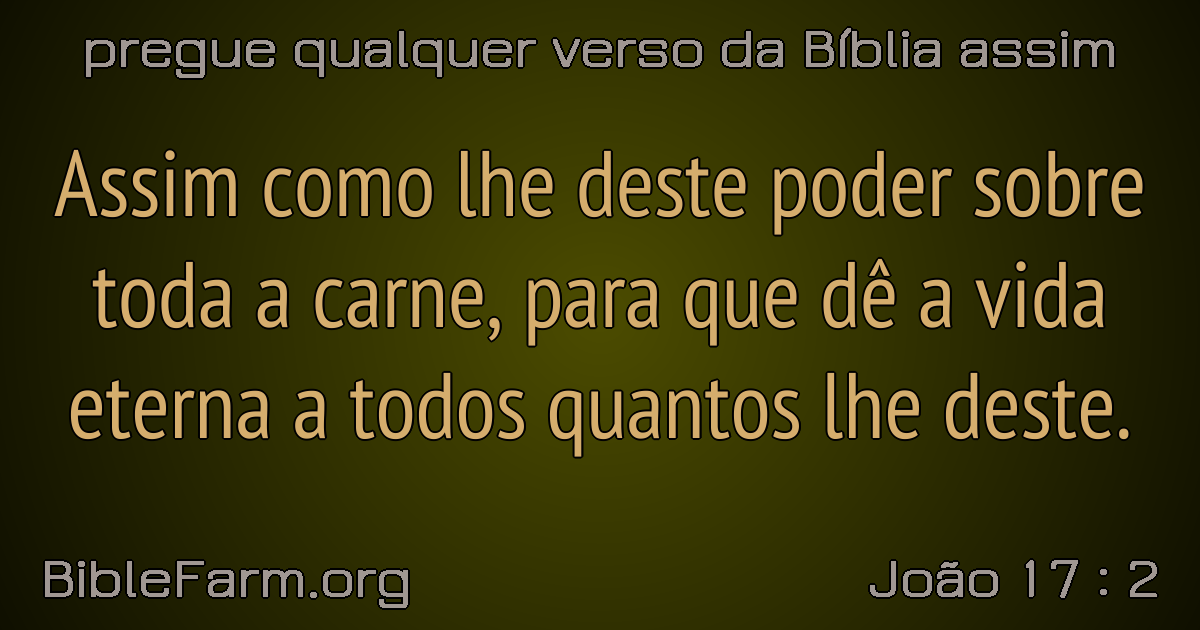 pregue qualquer verso da Bíblia assim
Assim como lhe deste poder sobre
toda a carne, para que dê a vida
eterna a todos quantos lhe deste.
BibleFarm.org
João 17 : 2